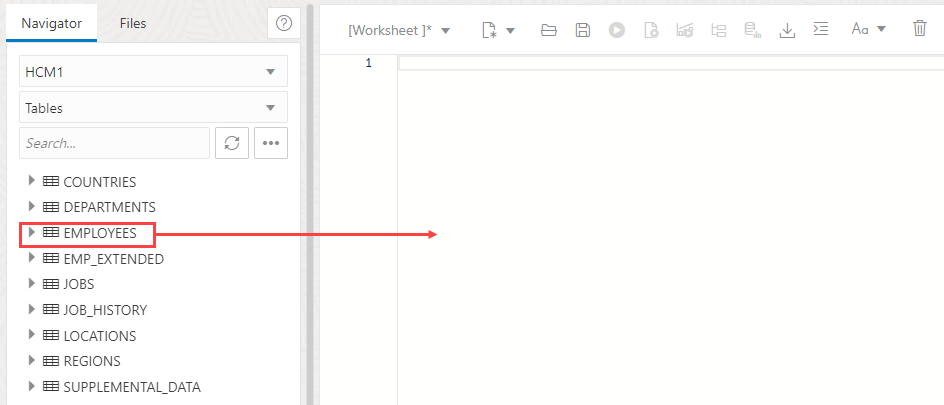 Navigator Files ?
[Worksheet ]* Aa
HCM1
1
Tables
Search...
COUNTRIES
DEPARTMENTS
EMPLOYEES
EMP_EXTENDED
JOBS
JOB_HISTORY
LOCATIONS
REGIONS
SUPPLEMENTAL_DATA